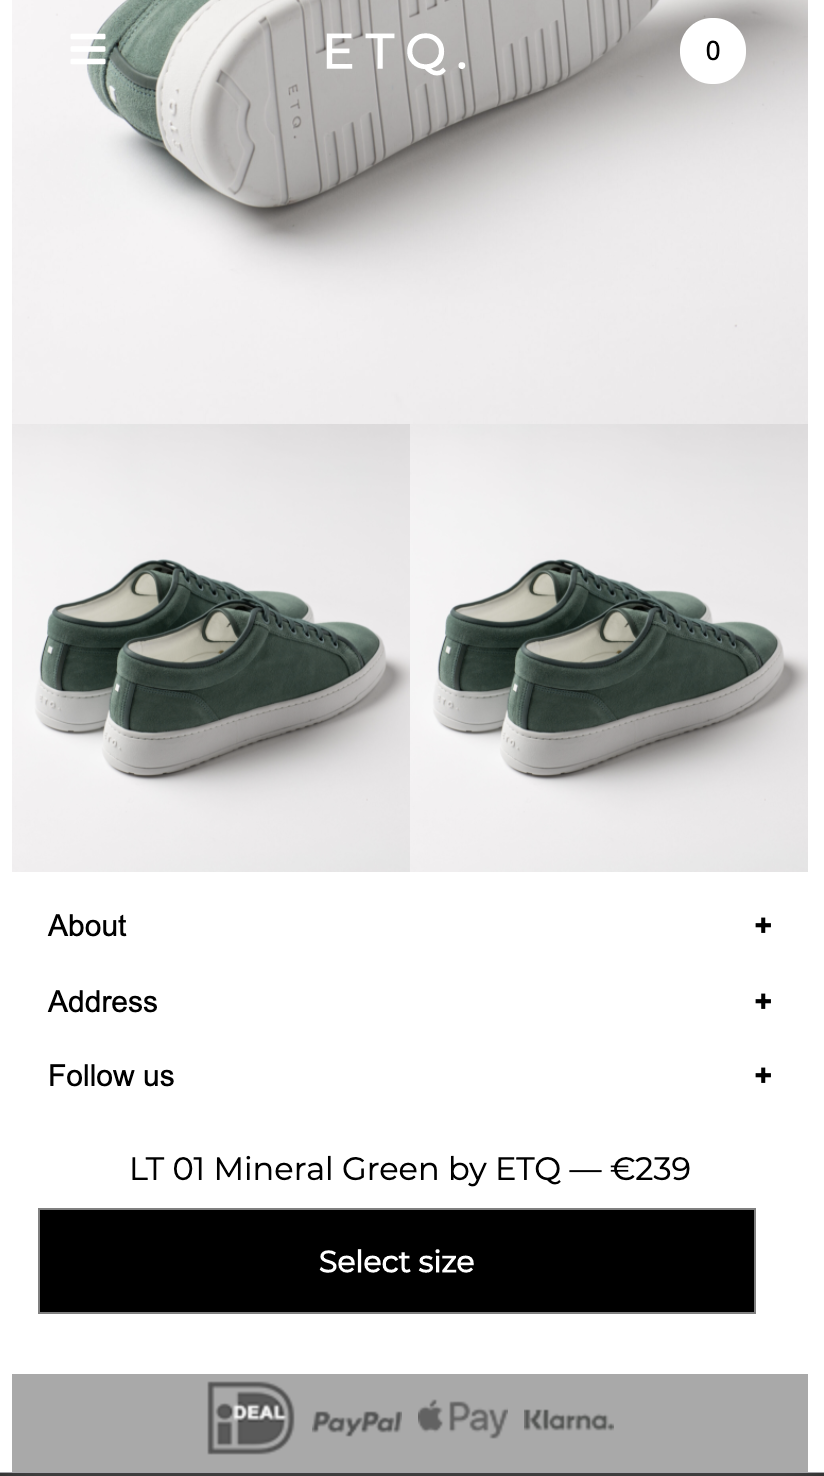 ETQ.
0
ETQ.
About +
Address +
Follow us +
LT 01 Mineral Green by ETQ — €239
Select size
iDEAL PayPal Pay Klarna.